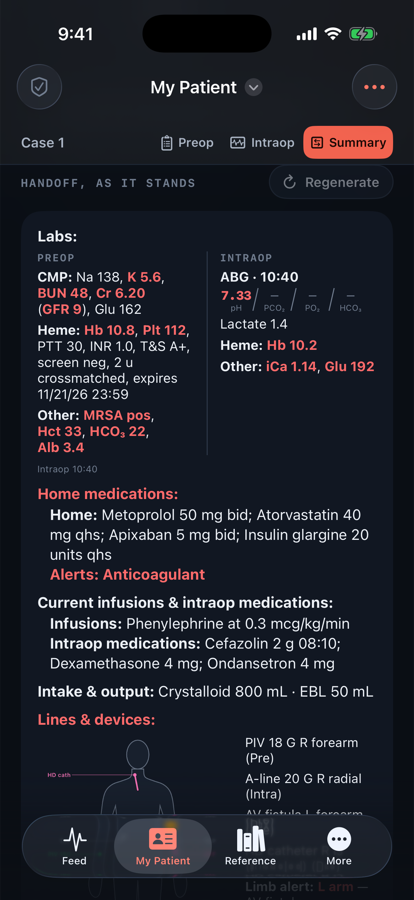 9:41
My Patient
Case 1
Preop
Intraop
Summary
HANDOFF, AS IT STANDS
Regenerate
Labs:
PREOP
CMP: Na 138, K 5.6,
BUN 48, Cr 6.20
(GFR 9), Glu 162
Heme: Hb 10.8, Plt 112,
PTT 30, INR 1.0, T&S A+,
screen neg, 2 u
crossmatched, expires
11/21/26 23:59
Other: MRSA pos,
Hct 33, HCO₃ 22,
Alb 3.4
INTRAOP
ABG · 10:40
7.33 / – / – / –
pH PCO₂ PO₂ HCO₃
Lactate 1.4
Heme: Hb 10.2
Other: iCa 1.14, Glu 192
Intraop 10:40
Home medications:
Home: Metoprolol 50 mg bid; Atorvastatin 40
mg qhs; Apixaban 5 mg bid; Insulin glargine 20
units qhs
Alerts: Anticoagulant
Current infusions & intraop medications:
Infusions: Phenylephrine at 0.3 mcg/kg/min
Intraop medications: Cefazolin 2 g 08:10;
Dexamethasone 4 mg; Ondansetron 4 mg
Intake & output: Crystalloid 800 mL · EBL 50 mL
Lines & devices:
HD cath
PIV 18 G R forearm
(Pre)
A-line 20 G R radial
(Intra)
AV fistula L forearm
Limb alert: L arm —
Feed
My Patient
Reference
More